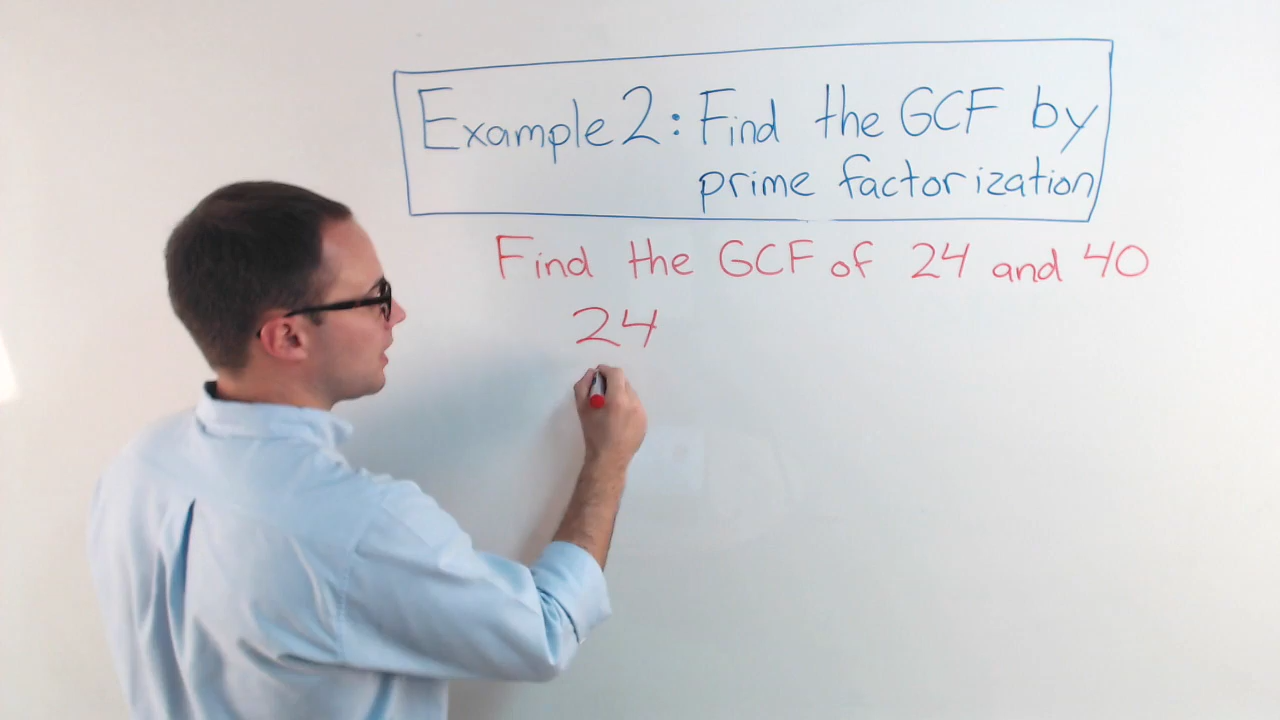 Example 2: Find the GCF by
prime factorization
Find the GCF of 24 and 40
24